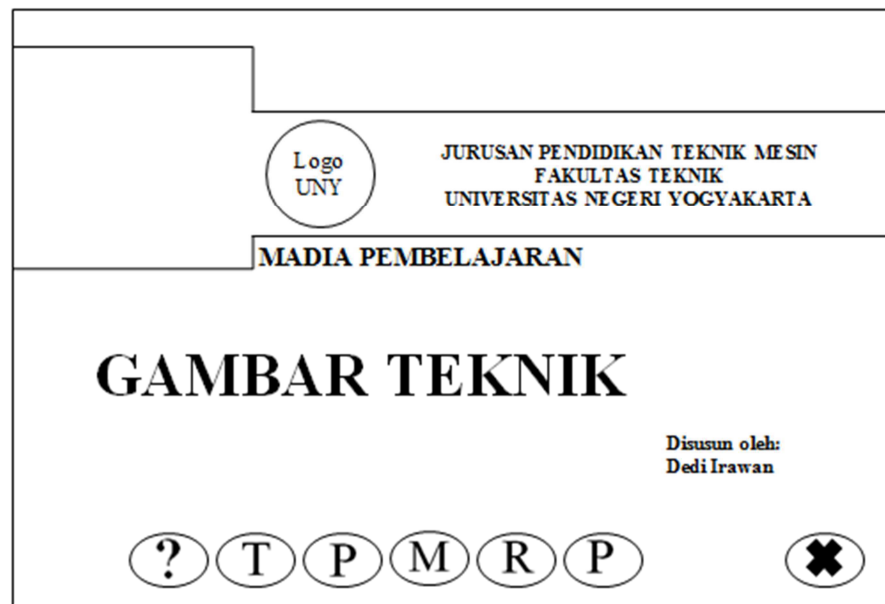 Logo
UNY
JURUSAN PENDIDIKAN TEKNIK MESIN
FAKULTAS TEKNIK
UNIVERSITAS NEGERI YOGYAKARTA
MADIA PEMBELAJARAN
GAMBAR TEKNIK
Disusun oleh:
Dedi Irawan
? T P M R P ✖